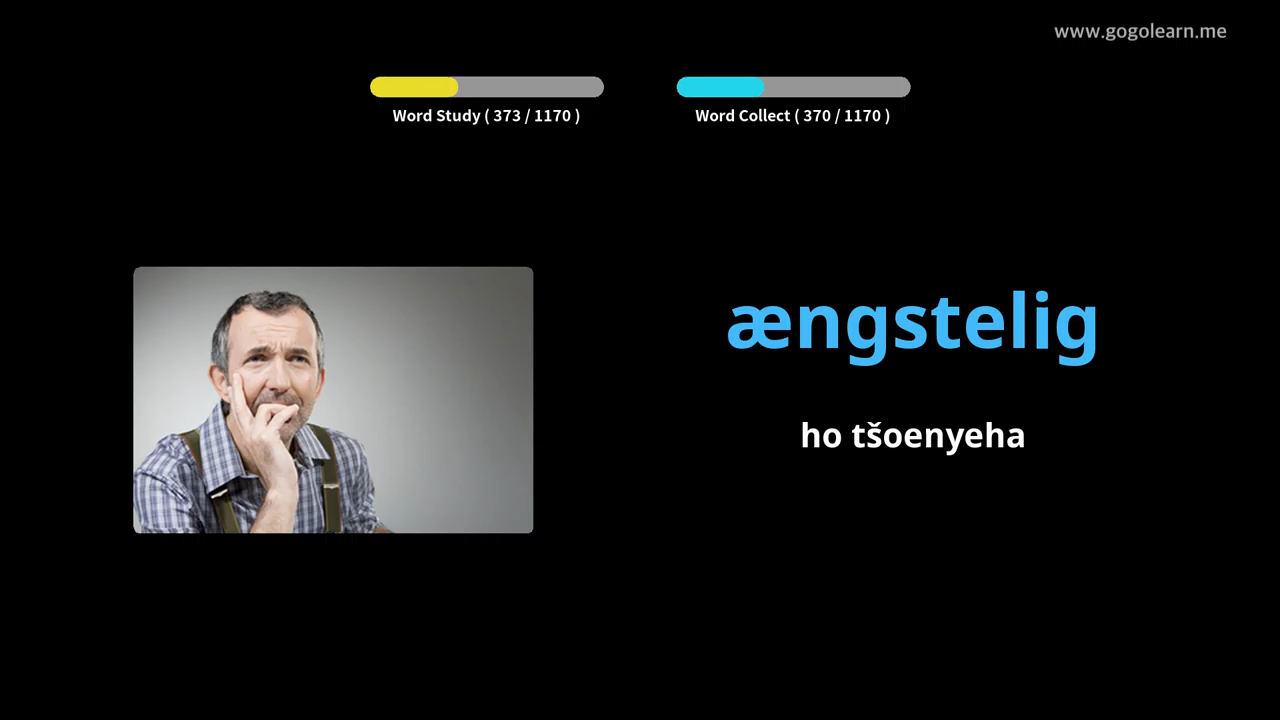 www.gogolearn.me
Word Study ( 373 / 1170 )
Word Collect ( 370 / 1170 )
ængstelig
ho tšoenyeha